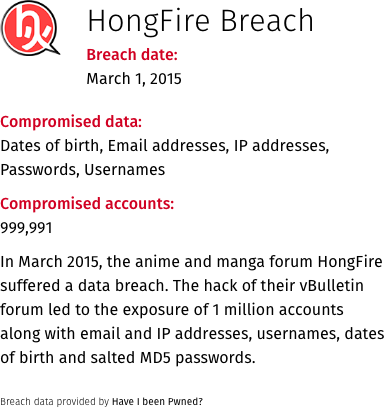 HongFire Breach
Breach date:
March 1, 2015
Compromised data:
Dates of birth, Email addresses, IP addresses,
Passwords, Usernames
Compromised accounts:
999,991
In March 2015, the anime and manga forum HongFire
suffered a data breach. The hack of their vBulletin
forum led to the exposure of 1 million accounts
along with email and IP addresses, usernames, dates
of birth and salted MD5 passwords.
Breach data provided by Have I been Pwned?